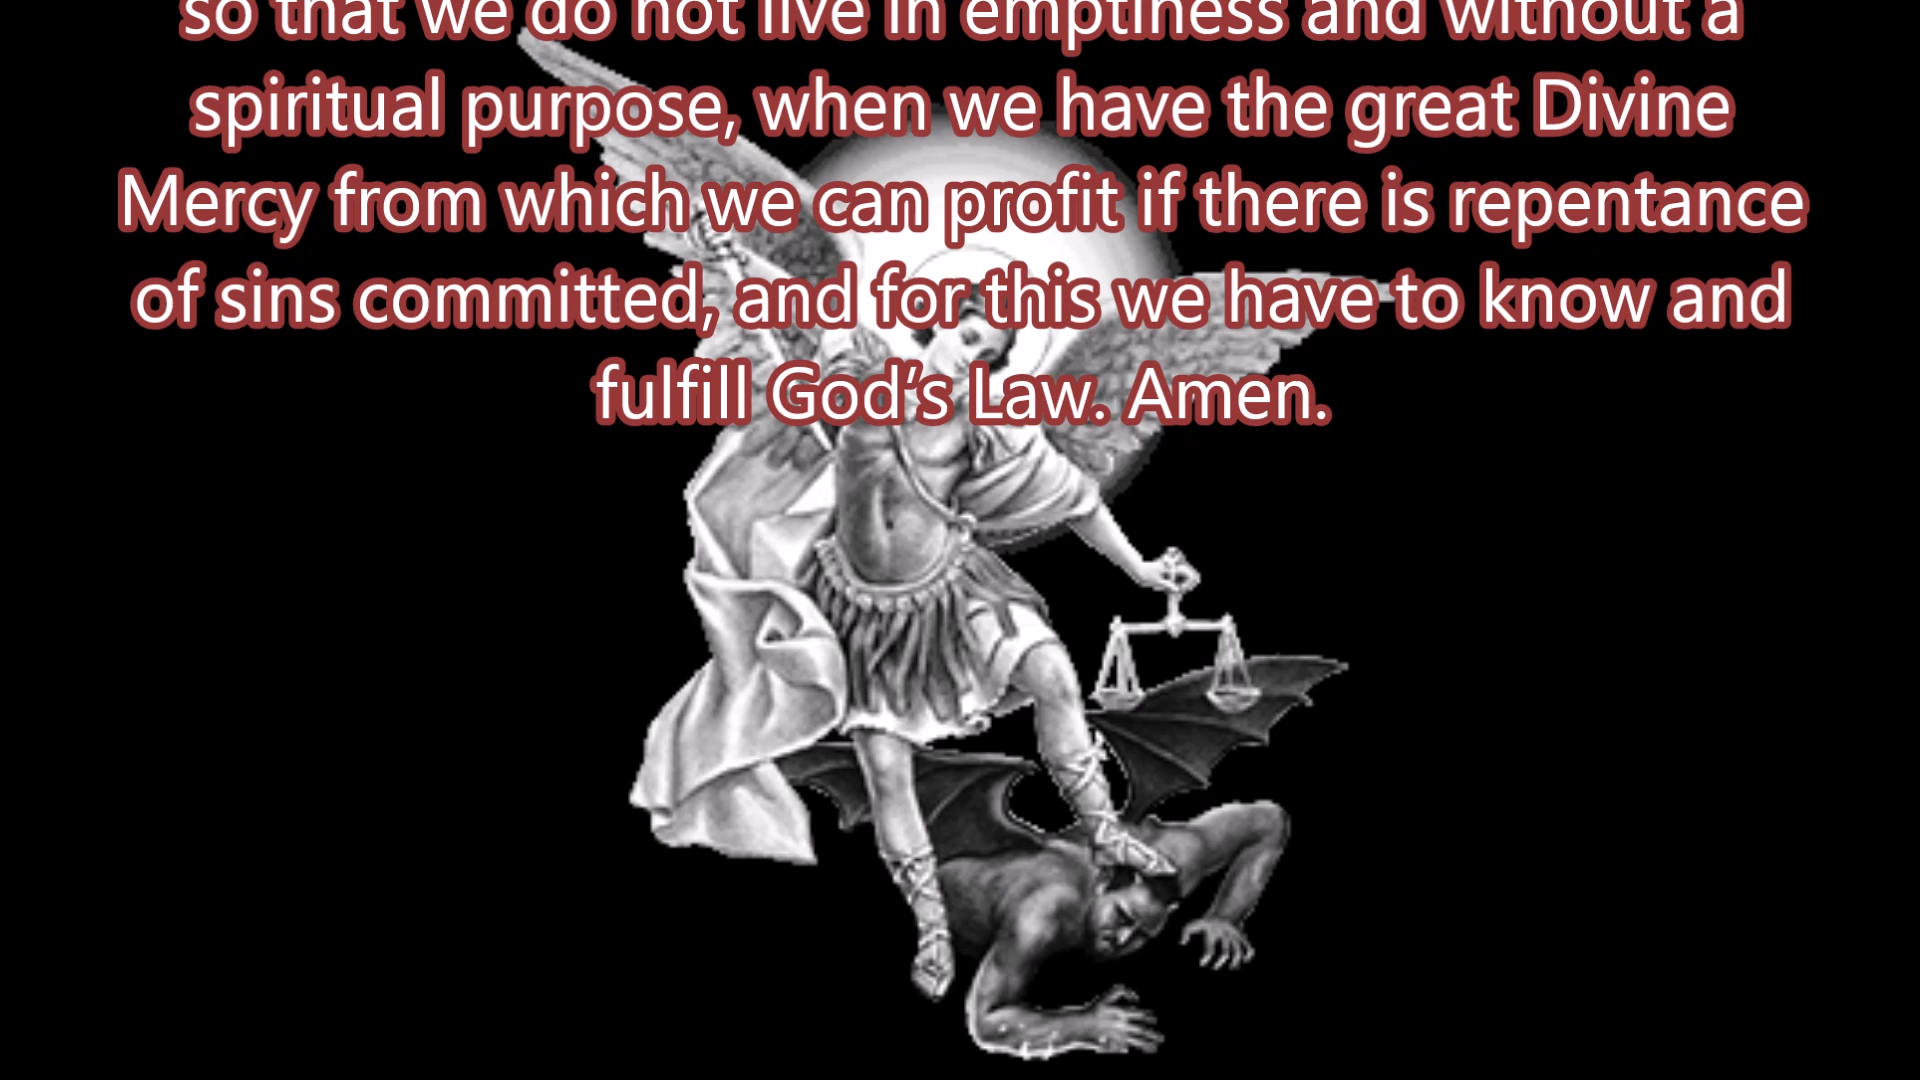 so that we do not live in emptiness and without a
spiritual purpose, when we have the great Divine
Mercy from which we can profit if there is repentance
of sins committed, and for this we have to know and
fulfill God’s Law. Amen.